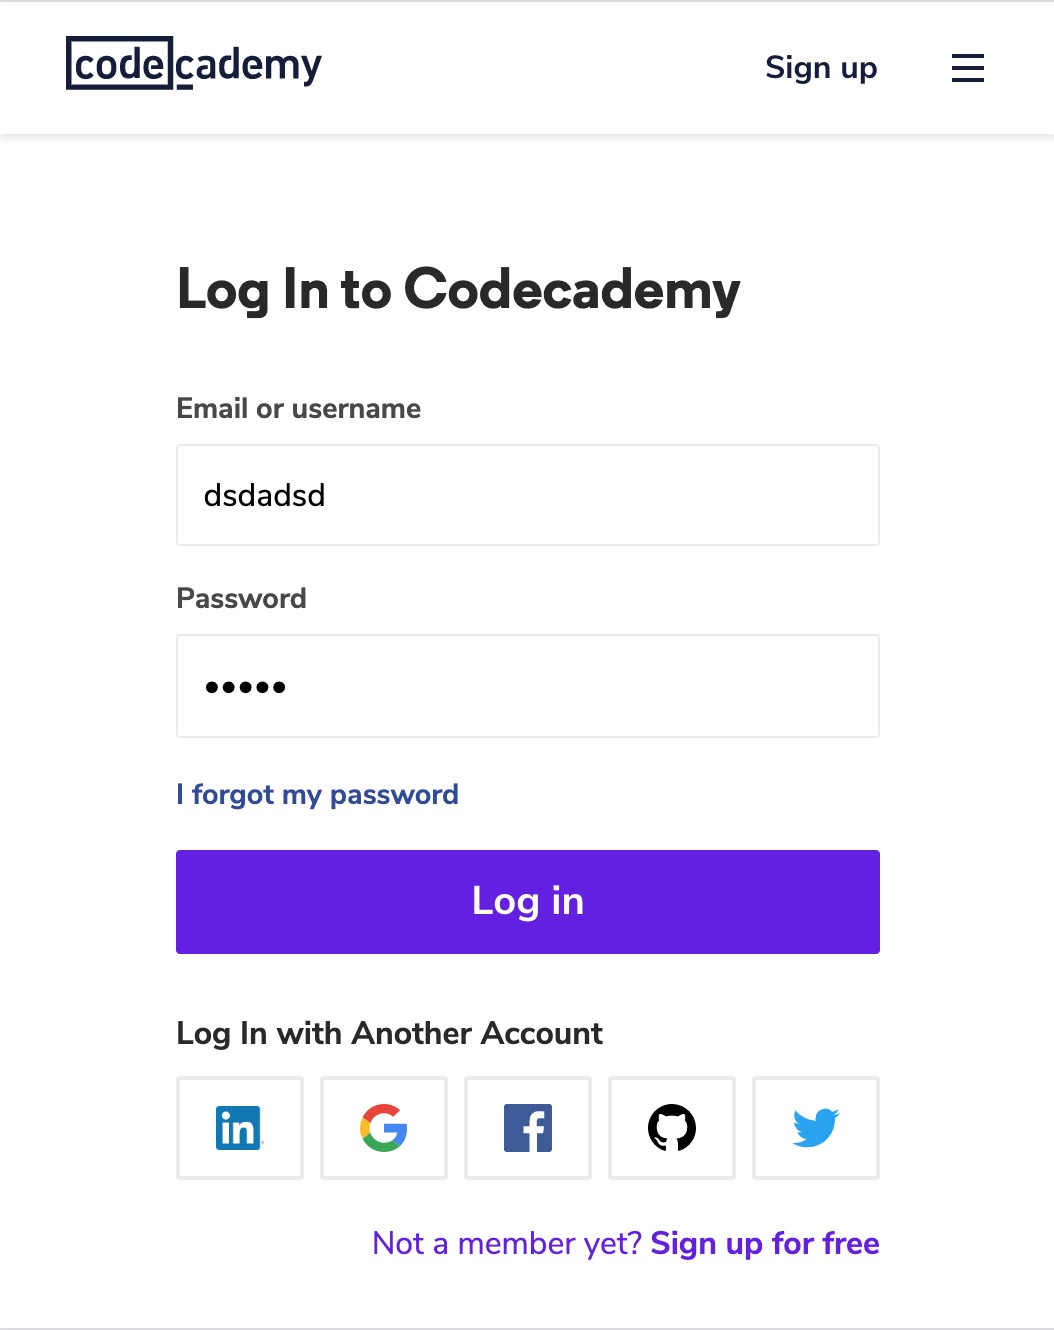 codecademy
Sign up
Log In to Codecademy
Email or username
dsdadsd
Password
•••••
I forgot my password
Log in
Log In with Another Account
in
Not a member yet? Sign up for free